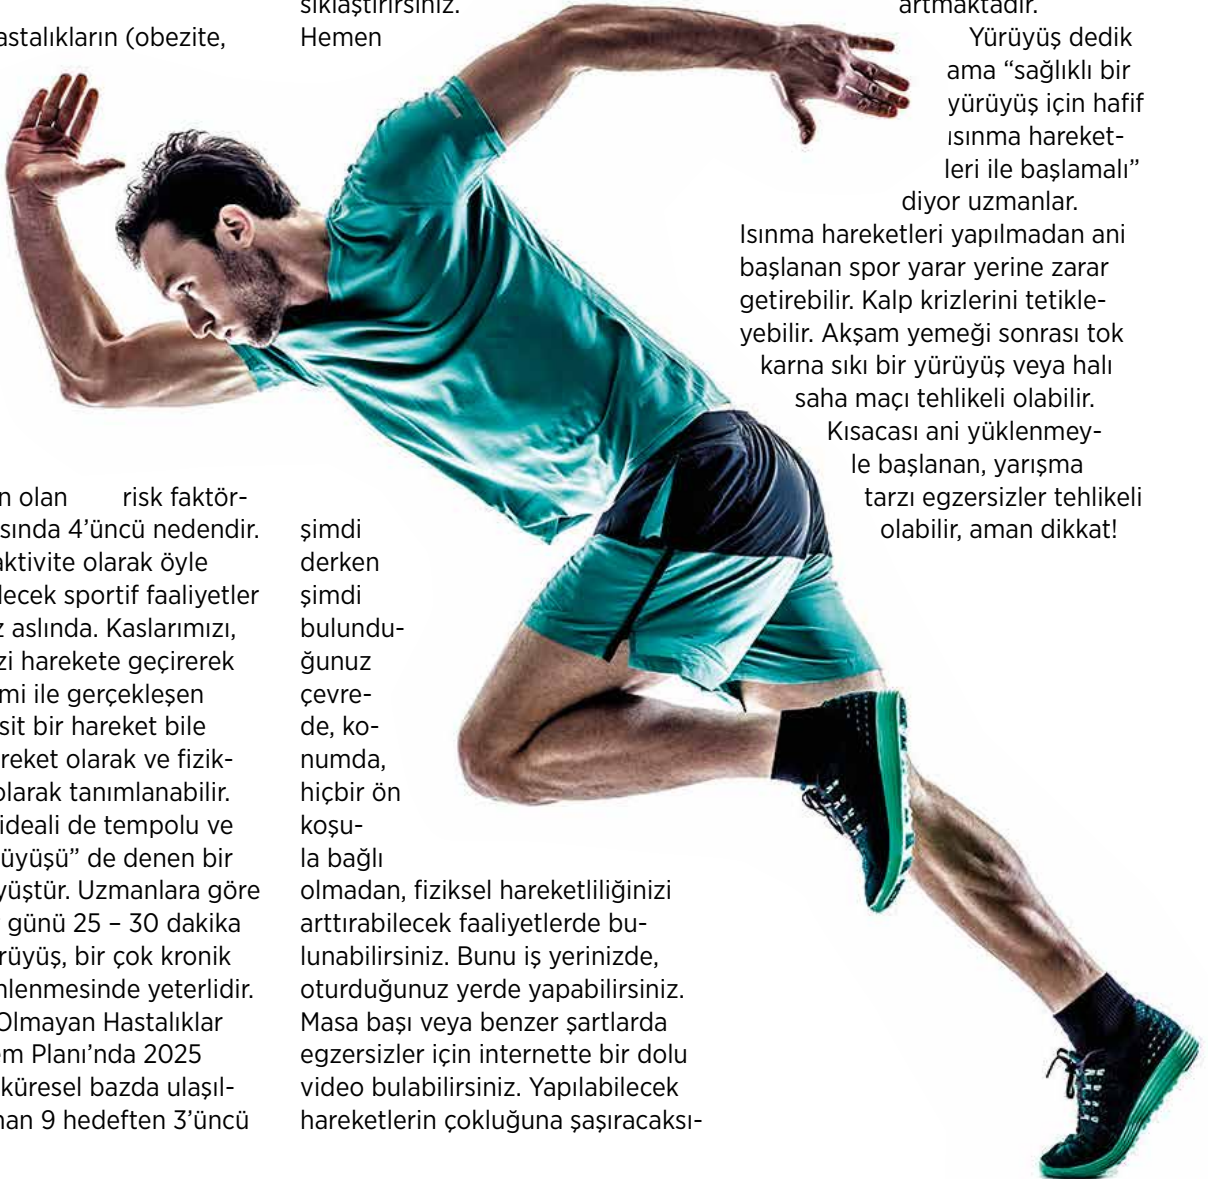 astalıkların (obezite,
n olan risk faktör-
sında 4’üncü nedendir.
aktivite olarak öyle
lecek sportif faaliyetler
z aslında. Kaslarımızı,
zi harekete geçirerek
mi ile gerçekleşen
sit bir hareket bile
reket olarak ve fizik-
olarak tanımlanabilir.
ideali de tempolu ve
üyüşü” de denen bir
yüştür. Uzmanlara göre
günü 25 – 30 dakika
rüyüş, bir çok kronik
nlenmesinde yeterlidir.
Olmayan Hastalıklar
em Planı’nda 2025
küresel bazda ulaşıl-
nan 9 hedeften 3’üncü
sıklaştırırsınız.
Hemen
şimdi
derken
şimdi
bulundu-
ğunuz
çevre-
de, ko-
numda,
hiçbir ön
koşu-
la bağlı
olmadan, fiziksel hareketliliğinizi
arttırabilecek faaliyetlerde bu-
lunabilirsiniz. Bunu iş yerinizde,
oturduğunuz yerde yapabilirsiniz.
Masa başı veya benzer şartlarda
egzersizler için internette bir dolu
video bulabilirsiniz. Yapılabilecek
hareketlerin çokluğuna şaşıracaksı-
artmaktadır.
Yürüyüş dedik
ama “sağlıklı bir
yürüyüş için hafif
ısınma hareket-
leri ile başlamalı”
diyor uzmanlar.
Isınma hareketleri yapılmadan ani
başlanan spor yarar yerine zarar
getirebilir. Kalp krizlerini tetikle-
yebilir. Akşam yemeği sonrası tok
karna sıkı bir yürüyüş veya halı
saha maçı tehlikeli olabilir.
Kısacası ani yüklenmey-
le başlanan, yarışma
tarzı egzersizler tehlikeli
olabilir, aman dikkat!